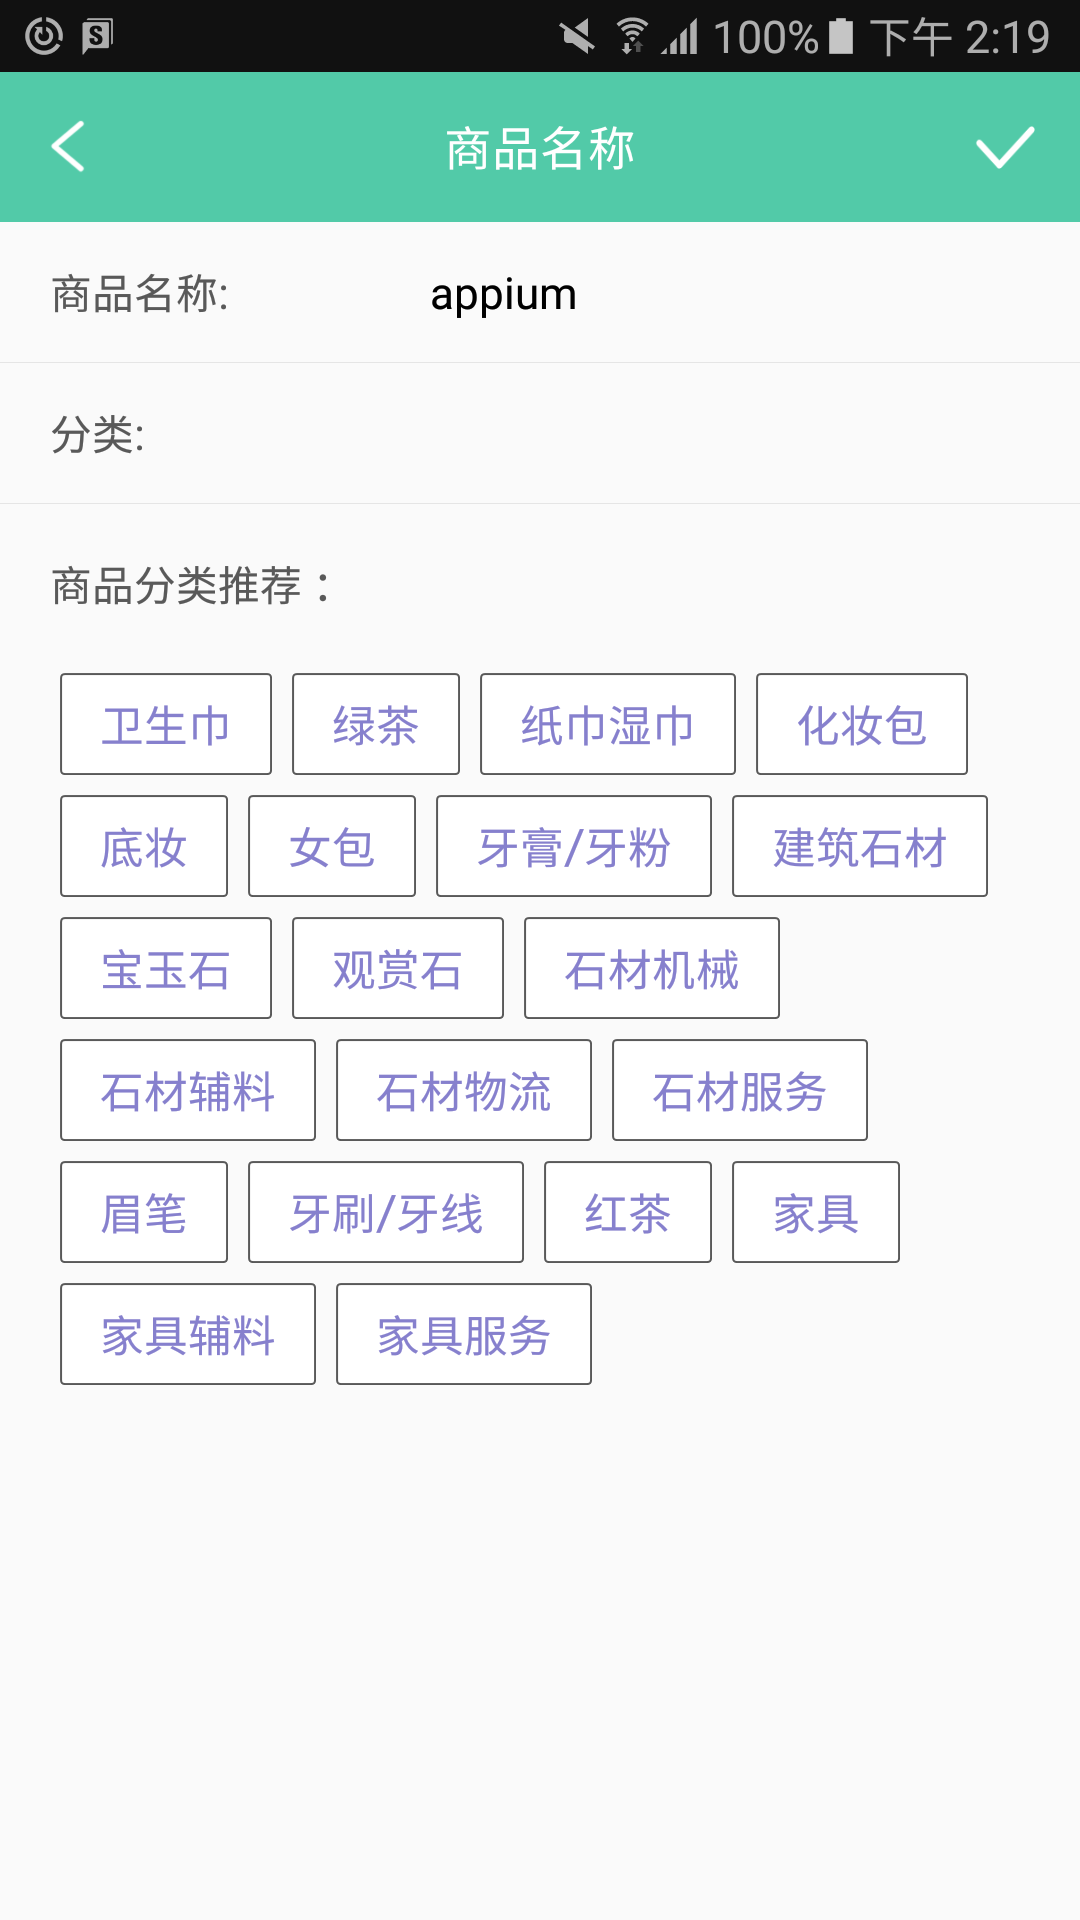 S 100% 下午 2:19
商品名称
商品名称: appium
分类:
商品分类推荐：
卫生巾 绿茶 纸巾湿巾 化妆包
底妆 女包 牙膏/牙粉 建筑石材
宝玉石 观赏石 石材机械
石材辅料 石材物流 石材服务
眉笔 牙刷/牙线 红茶 家具
家具辅料 家具服务